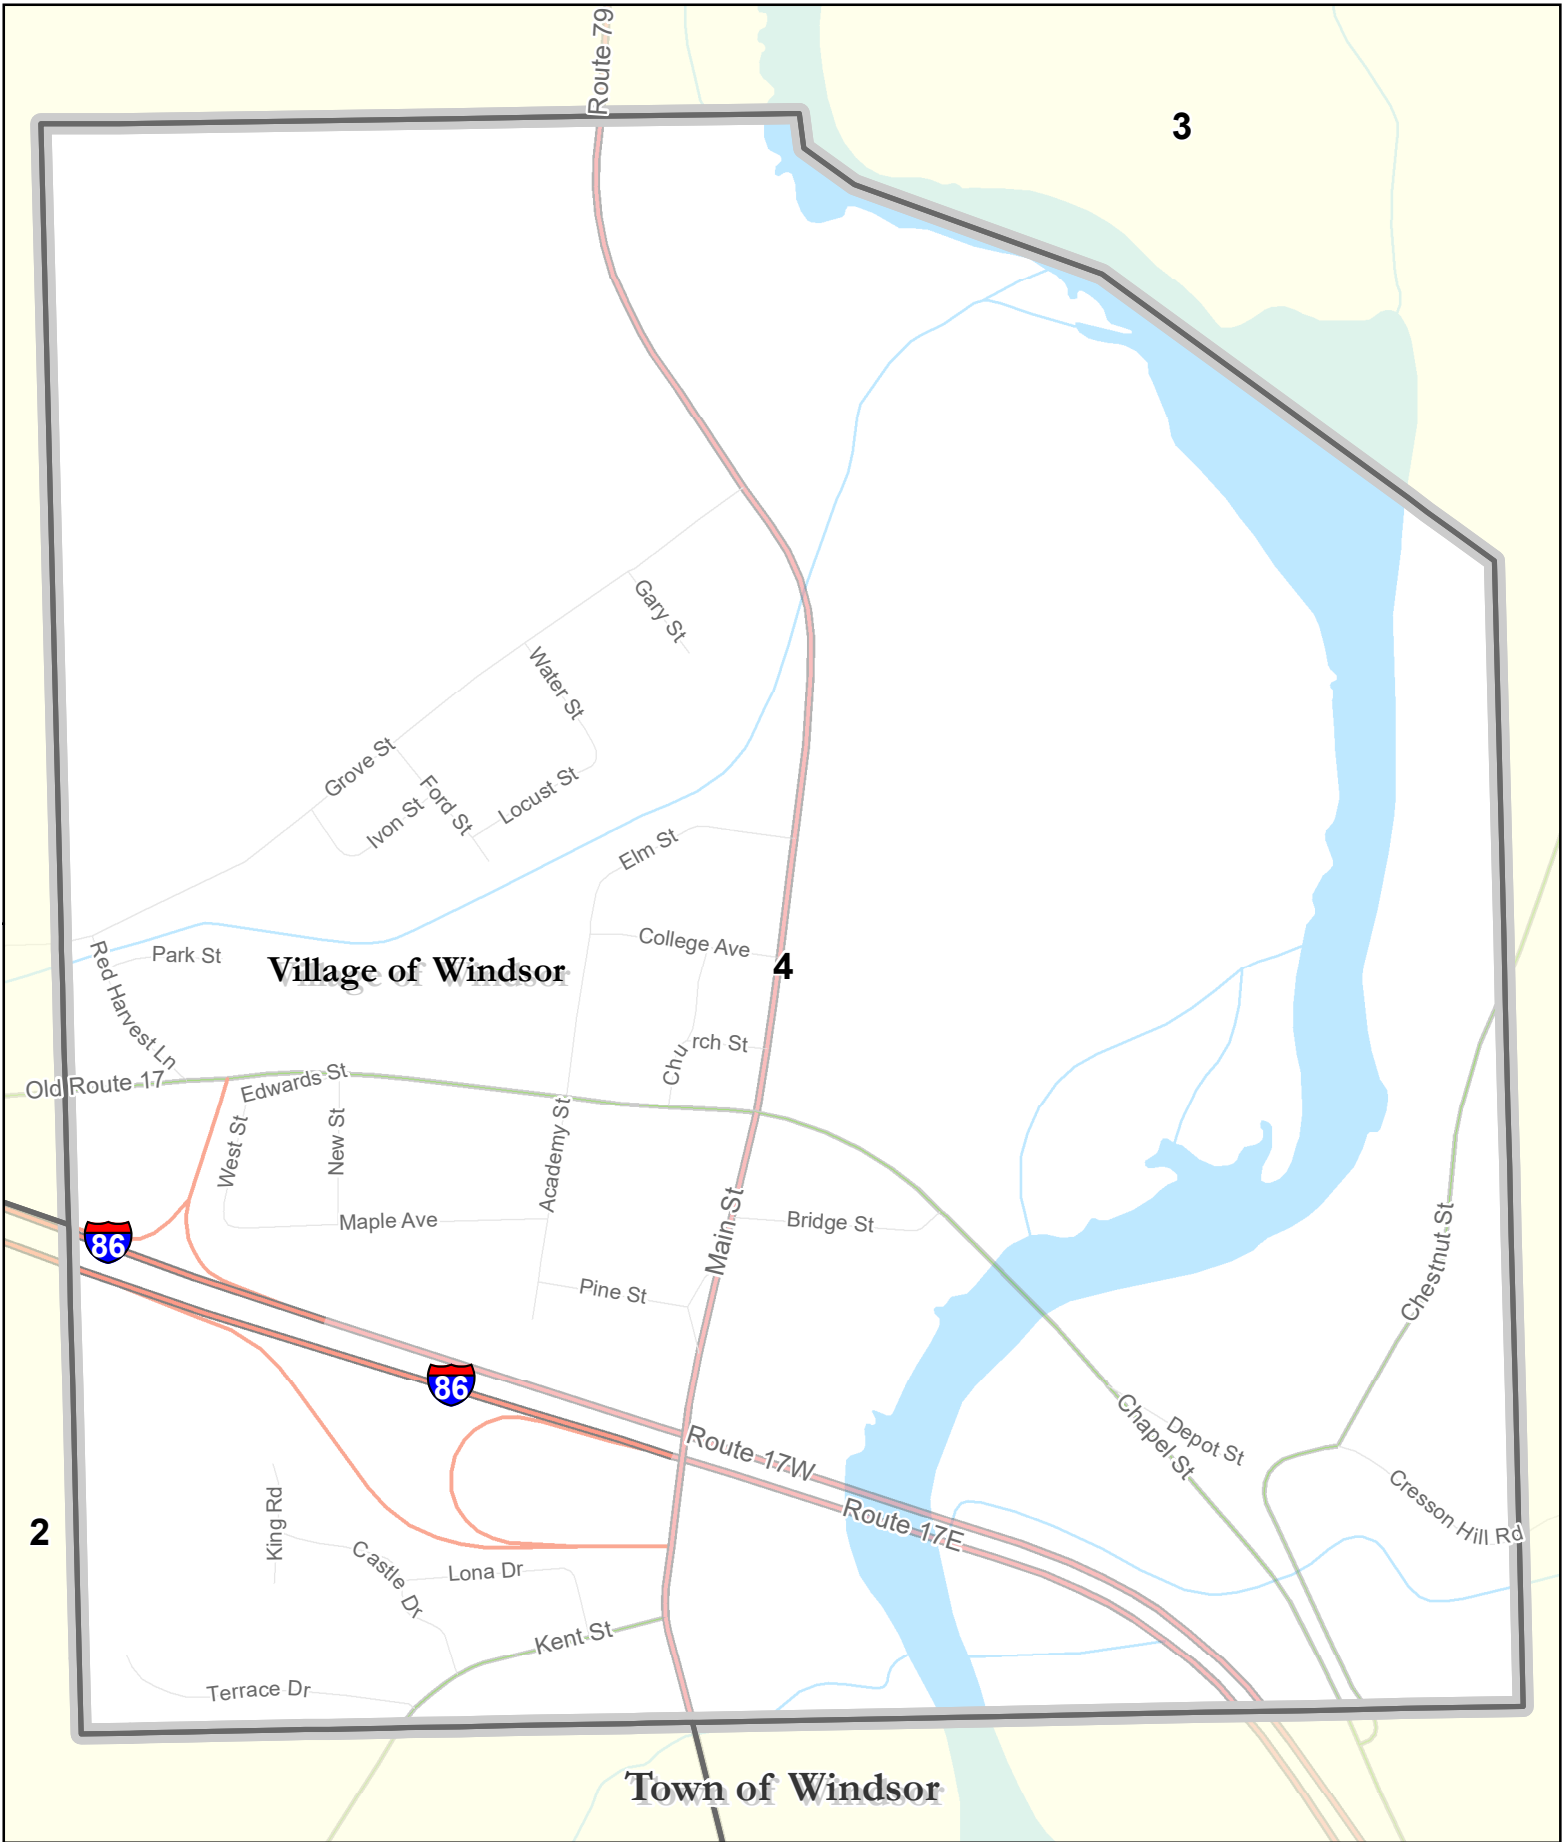 Route 79
3
Gary St
Water St
Grove St
Ford St
Ivon St
Locust St
Elm St
College Ave
Park St
Red Harvest Ln
Village of Windsor
4
Church St
Old Route 17
Edwards St
West St
New St
Academy St
Maple Ave
Main St
Bridge St
Chestnut St
86
Pine St
86
Route 17W
Chapel St
Depot St
Route 17E
Cresson Hill Rd
2
King Rd
Castle Dr
Lona Dr
Kent St
Terrace Dr
Town of Windsor